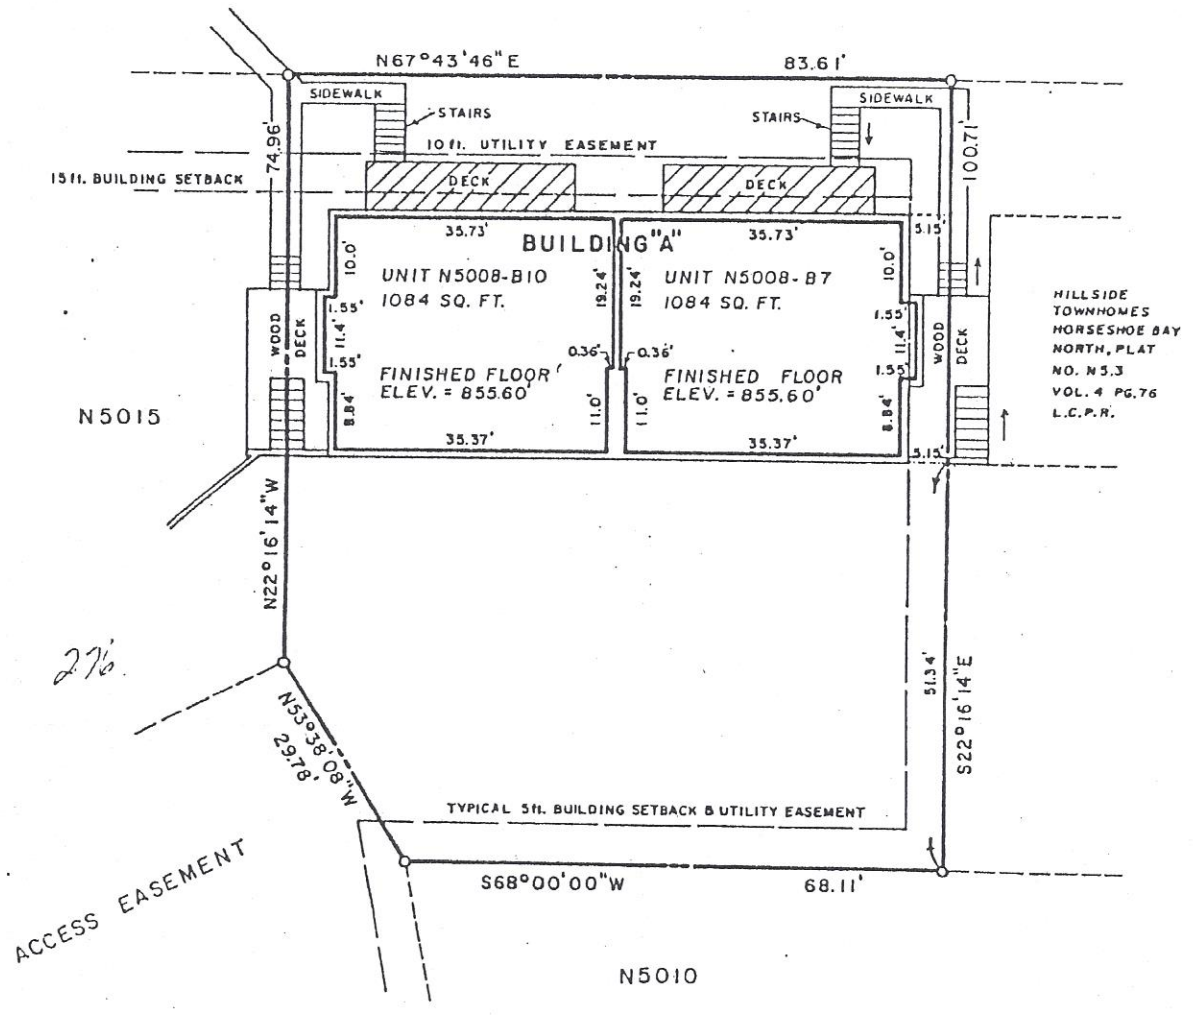 N67°43'46"E
83.61'
SIDEWALK
STAIRS
STAIRS
SIDEWALK
74.96'
10 ft. UTILITY EASEMENT
100.71'
15 ft. BUILDING SETBACK
DECK
DECK
35.73'
BUILDING "A"
35.73'
5.15'
10.0'
UNIT N5008-B10
1084 SQ. FT.
19.24'
19.24'
UNIT N5008-B7
1084 SQ. FT.
10.0'
1.55'
11.4'
1.55'
WOOD
DECK
0.36'
0.36'
1.55'
11.4'
1.55'
WOOD
DECK
HILLSIDE
TOWNHOMES
HORSESHOE BAY
NORTH, PLAT
NO. N5.3
VOL. 4 PG. 76
L.C.P.R.
FINISHED FLOOR
ELEV. = 855.60'
FINISHED FLOOR
ELEV. = 855.60'
N5015
8.84'
11.0'
11.0'
8.84'
35.37'
35.37'
5.15'
N22°16'14"W
276
51.34'
S22°16'14"E
N53°38'08"W
29.78'
TYPICAL 5 ft. BUILDING SETBACK & UTILITY EASEMENT
S68°00'00"W
68.11'
ACCESS EASEMENT
N5010